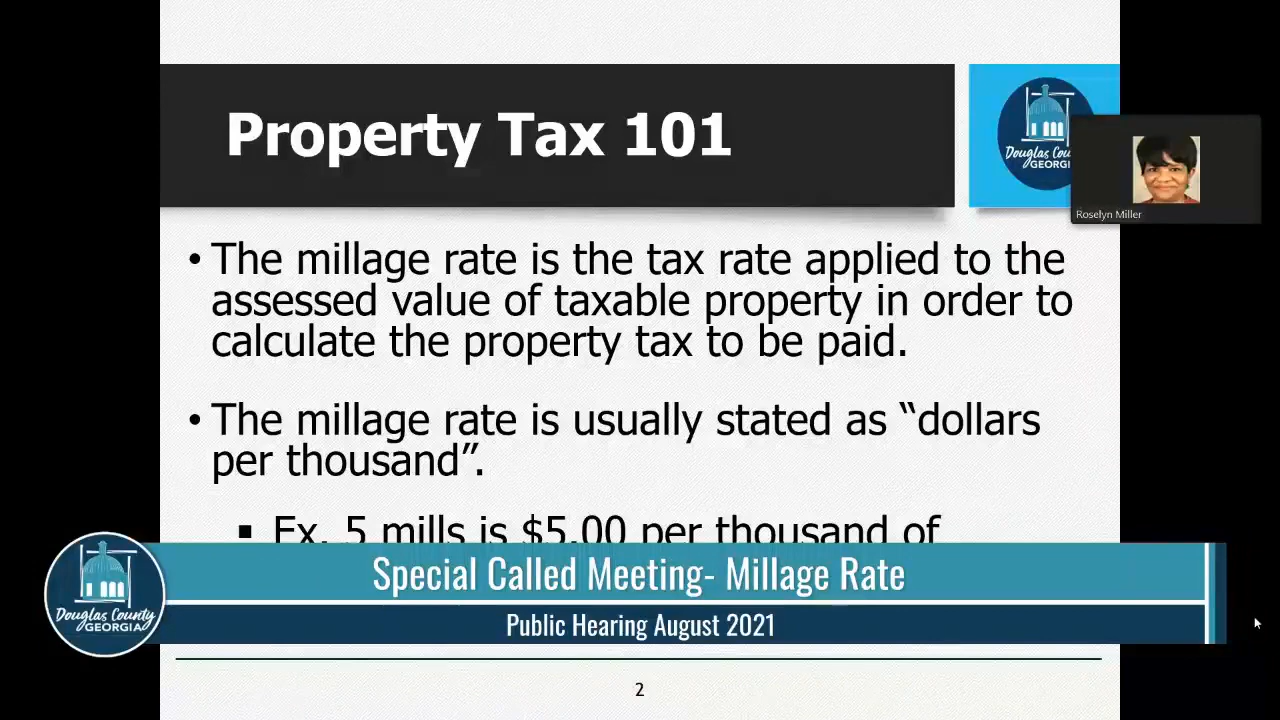 Property Tax 101
Douglas Cou
GEORGI
Roselyn Miller
• The millage rate is the tax rate applied to the
assessed value of taxable property in order to
calculate the property tax to be paid.
• The millage rate is usually stated as “dollars
per thousand”.
▪ Ex. 5 mills is $5.00 per thousand of
Special Called Meeting- Millage Rate
Public Hearing August 2021
Douglas County
GEORGIA
2